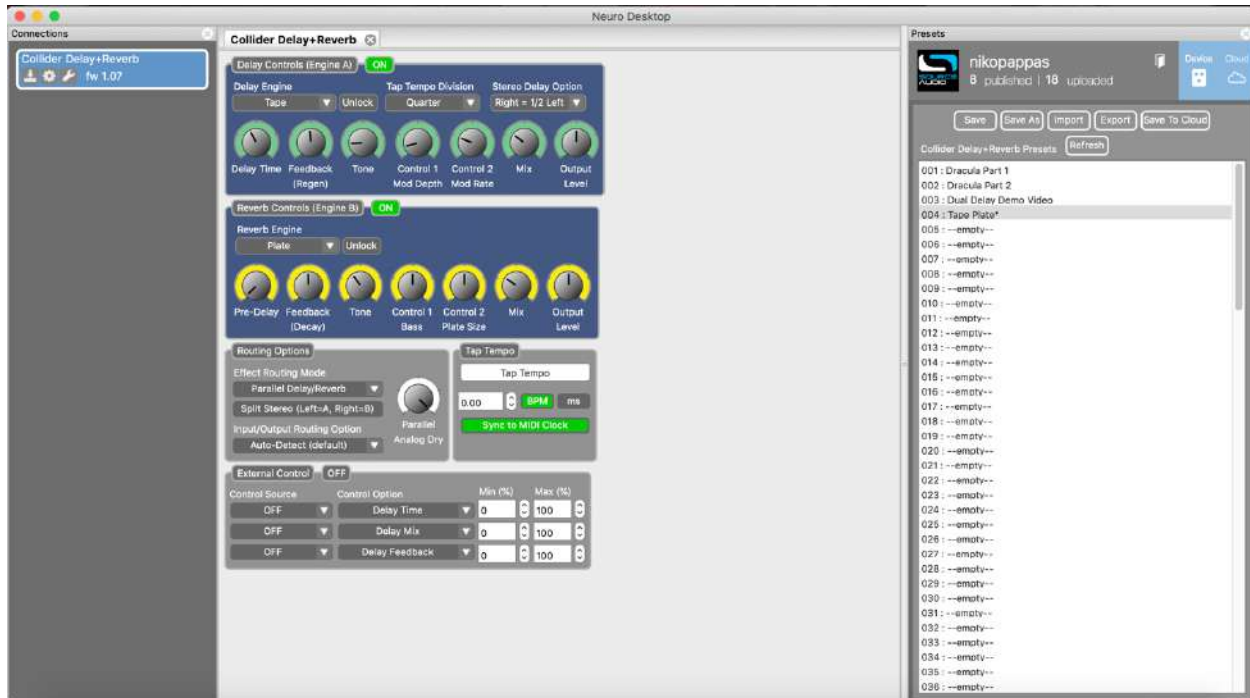 Neuro Desktop
Connections
Collider Delay+Reverb
fw 1.07
Collider Delay+Reverb
Delay Controls (Engine A) ON
Delay Engine Tap Tempo Division Stereo Delay Option
Tape Unlock Quarter Right = 1/2 Left
Delay Time Feedback Tone Control 1 Control 2 Mix Output
(Regen) Mod Depth Mod Rate Level
Reverb Controls (Engine B) ON
Reverb Engine
Plate Unlock
Pre-Delay Feedback Tone Control 1 Control 2 Mix Output
(Decay) Bass Plate Size Level
Routing Options
Effect Routing Mode
Parallel Delay/Reverb
Split Stereo (Left=A, Right=B)
Input/Output Routing Option
Auto-Detect (default)
Parallel
Analog Dry
Tap Tempo
Tap Tempo
0.00 BPM ms
Sync to MIDI Clock
External Control OFF
Control Source Control Option Min (%) Max (%)
OFF Delay Time 0 100
OFF Delay Mix 0 100
OFF Delay Feedback 0 100
Presets
SOURCE
AUDIO
nikopappas
8 published | 18 uploaded
Device Cloud
Save Save As Import Export Save To Cloud
Collider Delay+Reverb Presets Refresh
001 : Dracula Part 1
002 : Dracula Part 2
003 : Dual Delay Demo Video
004 : Tape Plate*
005 : --empty--
006 : --empty--
007 : --empty--
008 : --empty--
009 : --empty--
010 : --empty--
011 : --empty--
012 : --empty--
013 : --empty--
014 : --empty--
015 : --empty--
016 : --empty--
017 : --empty--
018 : --empty--
019 : --empty--
020 : --empty--
021 : --empty--
022 : --empty--
023 : --empty--
024 : --empty--
025 : --empty--
026 : --empty--
027 : --empty--
028 : --empty--
029 : --empty--
030 : --empty--
031 : --empty--
032 : --empty--
033 : --empty--
034 : --empty--
035 : --empty--
036 : --empty--